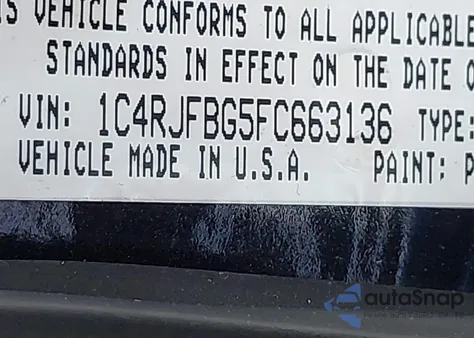 IS VEHICLE CONFORMS TO ALL APPLICABLE
STANDARDS IN EFFECT ON THE DATE O
VIN: 1C4RJFBG5FC663136 TYPE:
VEHICLE MADE IN U.S.A. PAINT: P
autoSnap